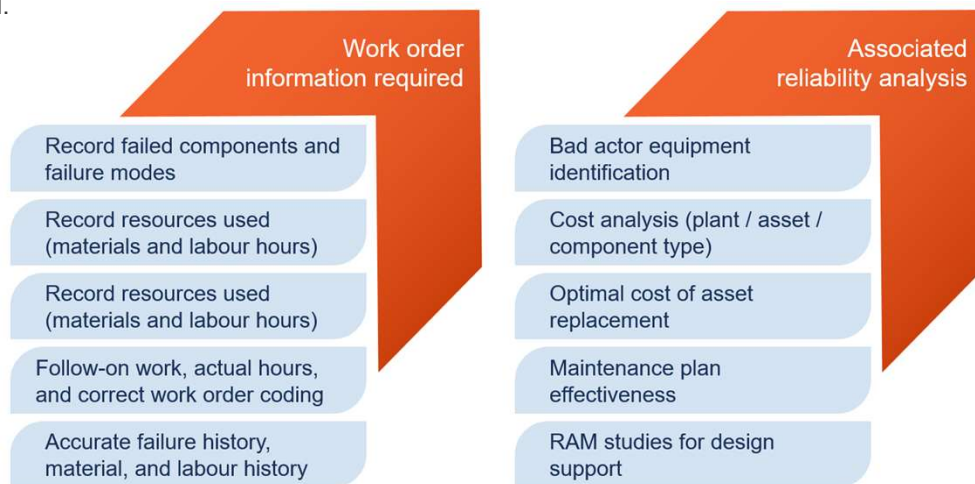 Work order
information required
Record failed components and
failure modes
Record resources used
(materials and labour hours)
Record resources used
(materials and labour hours)
Follow-on work, actual hours,
and correct work order coding
Accurate failure history,
material, and labour history
Associated
reliability analysis
Bad actor equipment
identification
Cost analysis (plant / asset /
component type)
Optimal cost of asset
replacement
Maintenance plan
effectiveness
RAM studies for design
support